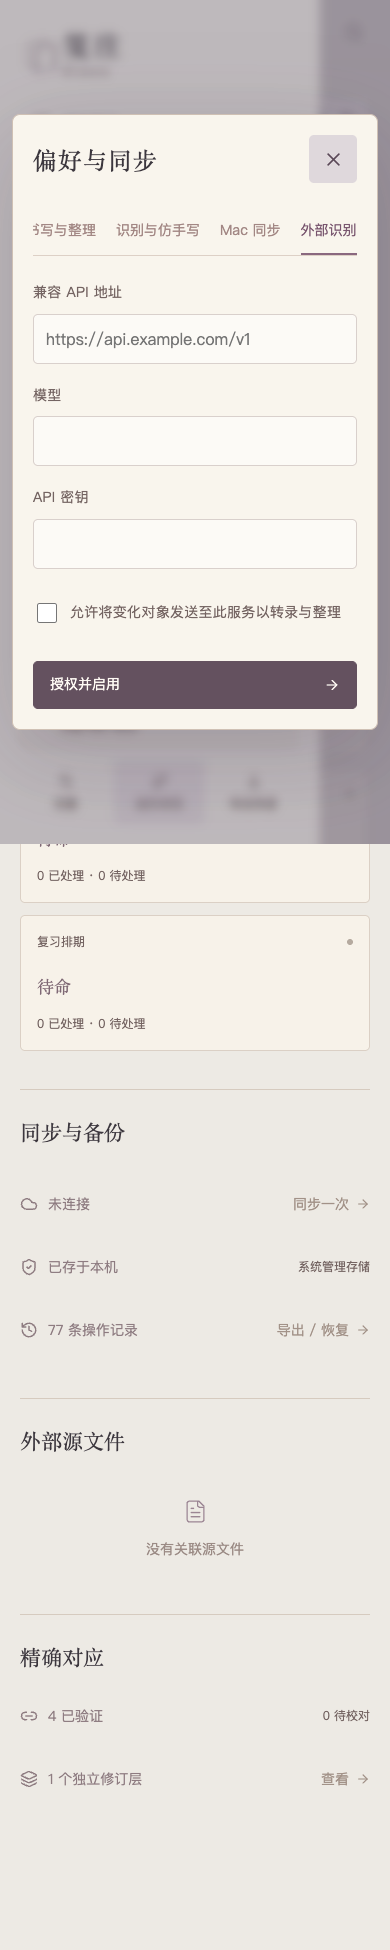 偏好与同步
书写与整理 识别与仿手写 Mac 同步 外部识别
兼容 API 地址
https://api.example.com/v1
模型
API 密钥
允许将变化对象发送至此服务以转录与整理
授权并启用
0 已处理 · 0 待处理
复习排期
待命
0 已处理 · 0 待处理
同步与备份
未连接 同步一次
已存于本机 系统管理存储
77 条操作记录 导出 / 恢复
外部源文件
没有关联源文件
精确对应
4 已验证 0 待校对
1 个独立修订层 查看